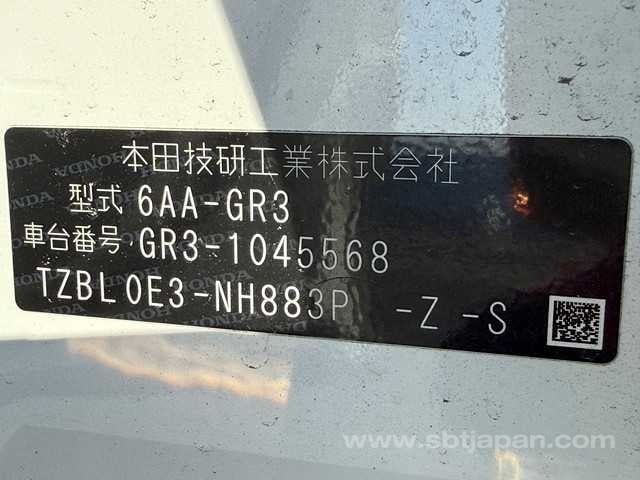 本田技研工業株式会社
型式 6AA-GR3
車台番号 GR3-1045568
TZBL0E3-NH883P -Z -S
www.sbtjapan.com